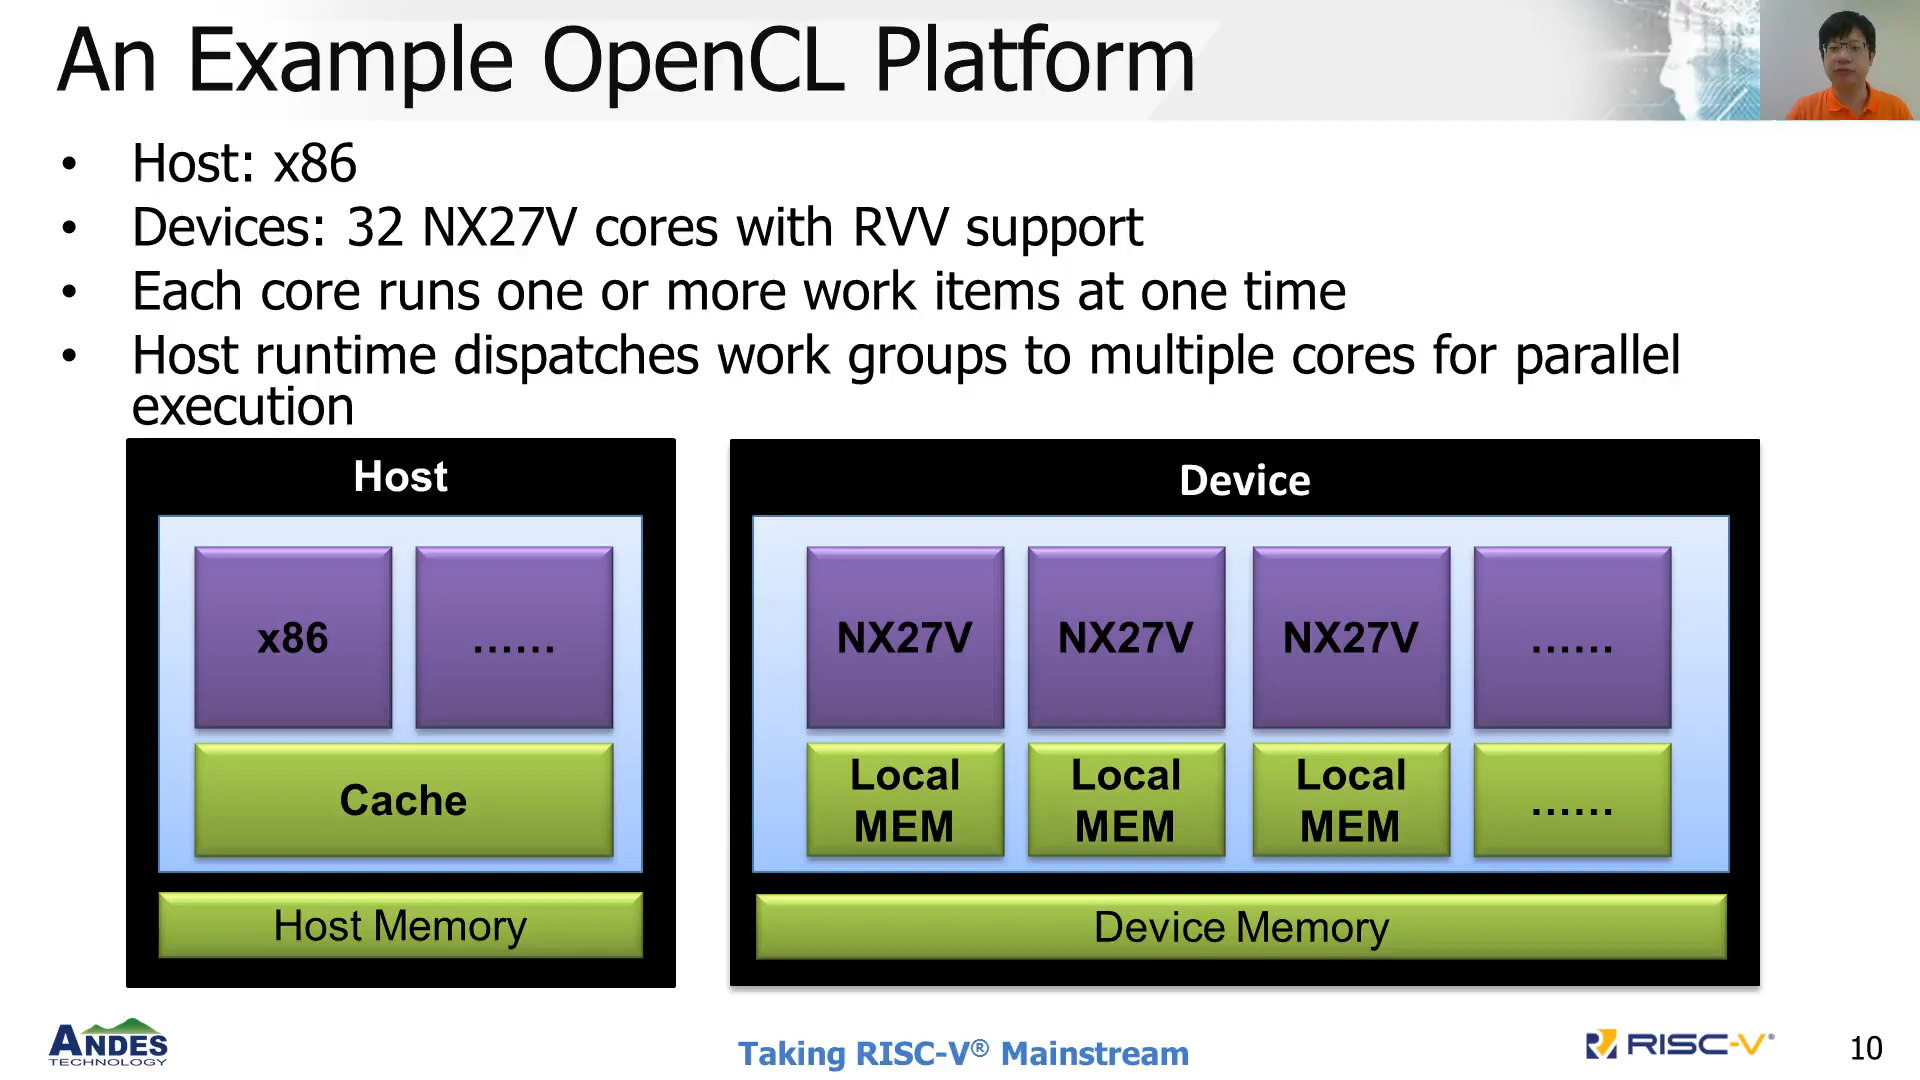 An Example OpenCL Platform
• Host: x86
• Devices: 32 NX27V cores with RVV support
• Each core runs one or more work items at one time
• Host runtime dispatches work groups to multiple cores for parallel
execution
Host
x86
......
Cache
Host Memory
Device
NX27V NX27V NX27V ......
Local Local Local
MEM MEM MEM ......
Device Memory
ANDES
TECHNOLOGY
Taking RISC-V® Mainstream
RISC-V®
10